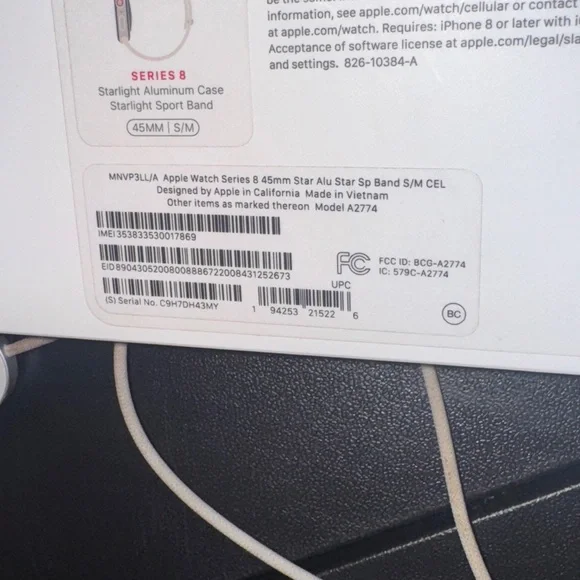 information, see apple.com/watch/cellular or contact
at apple.com/watch. Requires: iPhone 8 or later with
Acceptance of software license at apple.com/legal/sla
and settings. 826-10384-A
SERIES 8
Starlight Aluminum Case
Starlight Sport Band
45MM | S/M
MNVP3LL/A Apple Watch Series 8 45mm Star Alu Star Sp Band S/M CEL
Designed by Apple in California Made in Vietnam
Other items as marked thereon Model A2774
IMEI353833530017869
EID89043052008008886722008431252673
(S) Serial No. C9H7DH43MY
UPC
1 94253 21522 6
FC
FCC ID: BCG-A2774
IC: 579C-A2774
BC